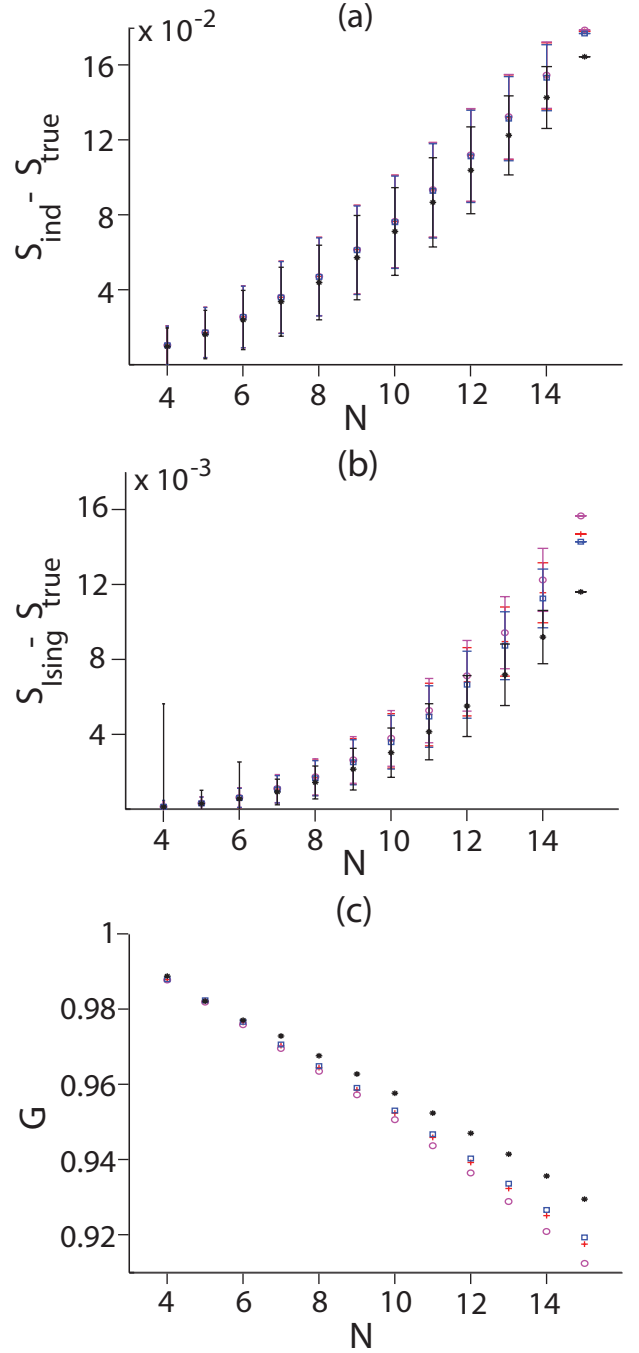 (a)
x 10-2
16
12
8
4
S_ind - S_true
4 6 8 10 12 14
N
(b)
x 10-3
16
12
8
4
S_Ising - S_true
4 6 8 10 12 14
N
(c)
1
0.98
0.96
0.94
0.92
G
4 6 8 10 12 14
N